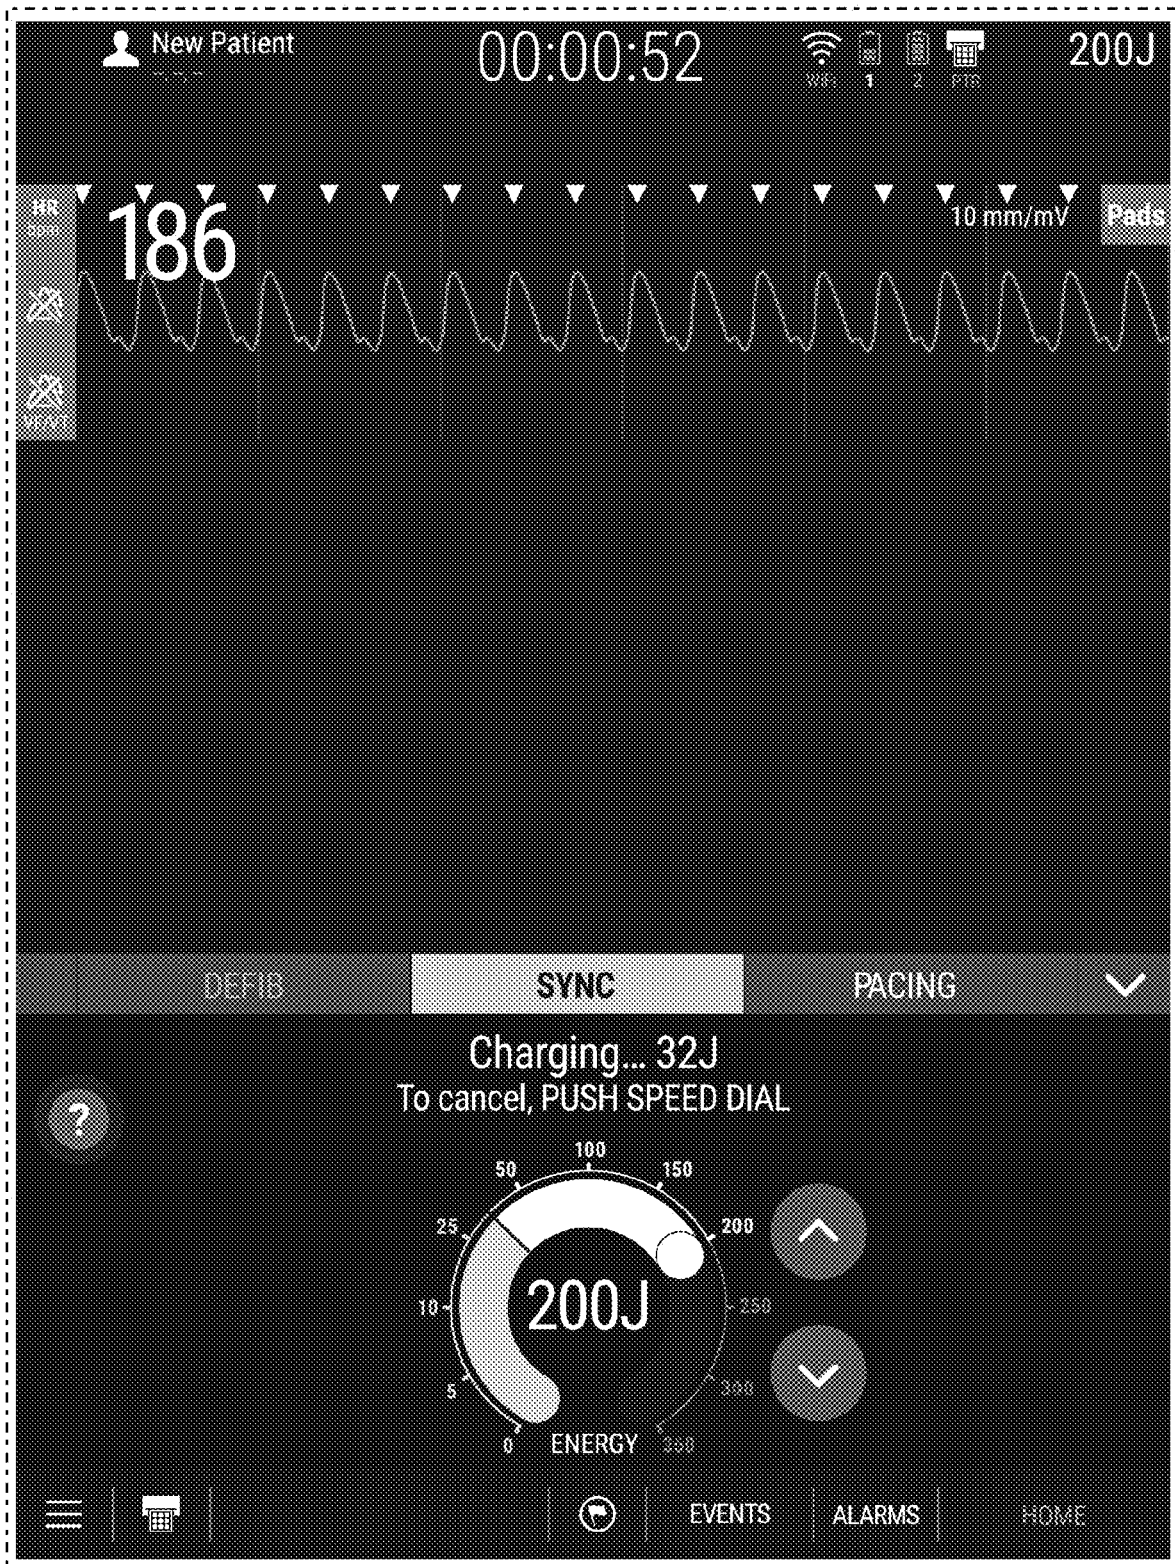 New Patient
-- --, --
00:00:52
WiFi 1 2 PTR
200J
HR
bpm
186
10 mm/mV
Pads
VF/VT
DEFIB
SYNC
PACING
Charging... 32J
To cancel, PUSH SPEED DIAL
?
0
5
10
25
50
100
150
200
250
300
360
200J
ENERGY
EVENTS
ALARMS
HOME